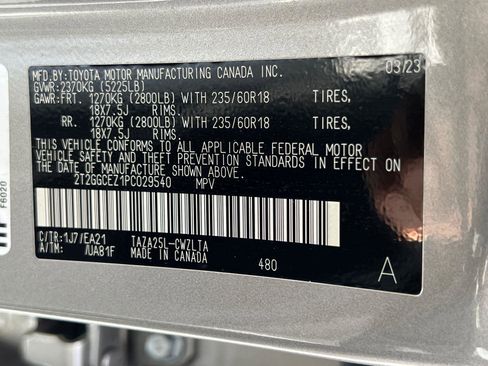 MFD.BY:TOYOTA MOTOR MANUFACTURING CANADA INC. 03/23
GVWR:2370KG (5225LB)
GAWR:FRT. 1270KG (2800LB) WITH 235/60R18 TIRES,
18X7.5J RIMS.
RR. 1270KG (2800LB) WITH 235/60R18 TIRES,
18X7.5J RIMS.
THIS VEHICLE CONFORMS TO ALL APPLICABLE FEDERAL MOTOR
VEHICLE SAFETY AND THEFT PREVENTION STANDARDS IN EFFECT ON
THE DATE OF MANUFACTURE SHOWN ABOVE.
2T2GGCEZ1PC029540 MPV
C/TR:1J7/EA21 TAZA25L-CWZLTA
A/TM: /UA81F MADE IN CANADA 480 A
F6020